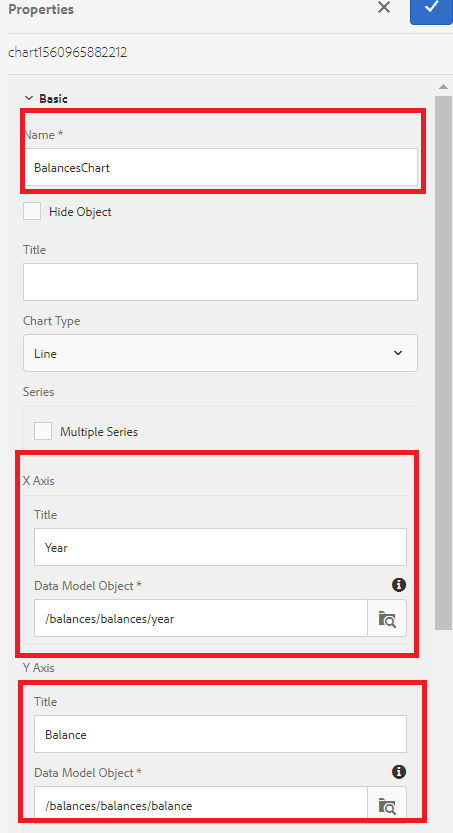 Properties
chart1560965882212
Basic
Name *
BalancesChart
Hide Object
Title
Chart Type
Line
Series
Multiple Series
X Axis
Title
Year
Data Model Object *
/balances/balances/year
Y Axis
Title
Balance
Data Model Object *
/balances/balances/balance